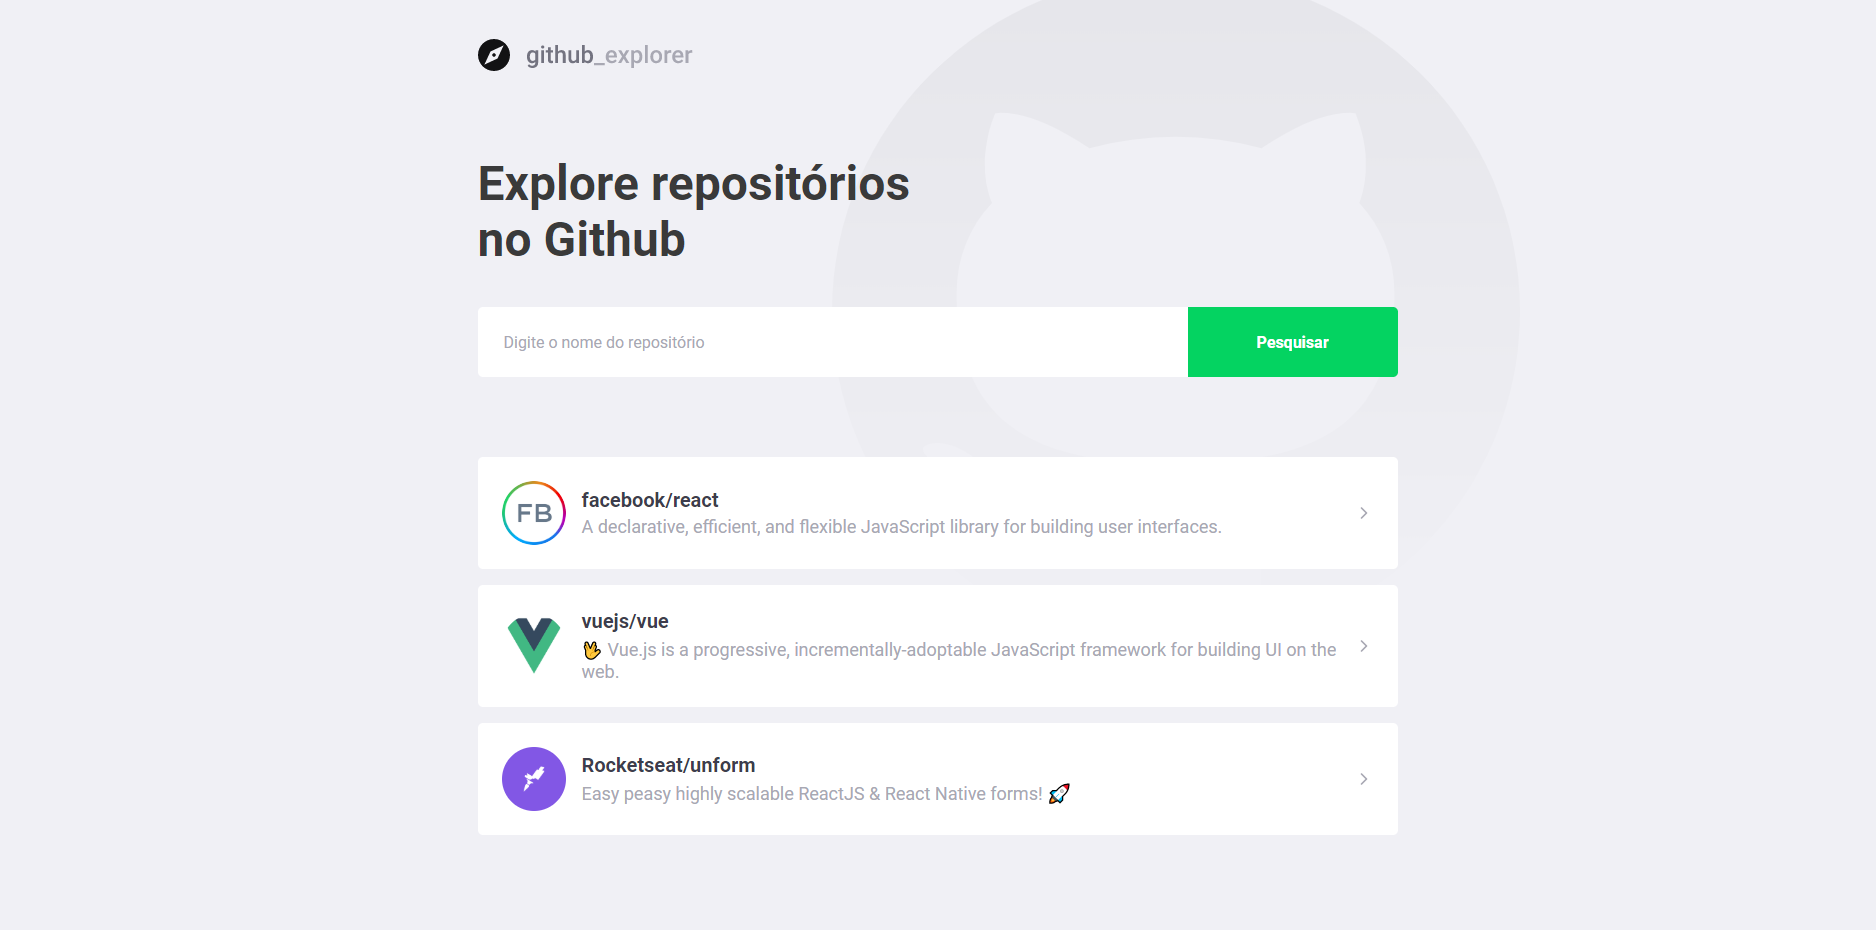 github_explorer
Explore repositórios
no Github
Digite o nome do repositório
Pesquisar
FB
facebook/react
A declarative, efficient, and flexible JavaScript library for building user interfaces.
vuejs/vue
🖖 Vue.js is a progressive, incrementally-adoptable JavaScript framework for building UI on the
web.
Rocketseat/unform
Easy peasy highly scalable ReactJS & React Native forms! 🚀